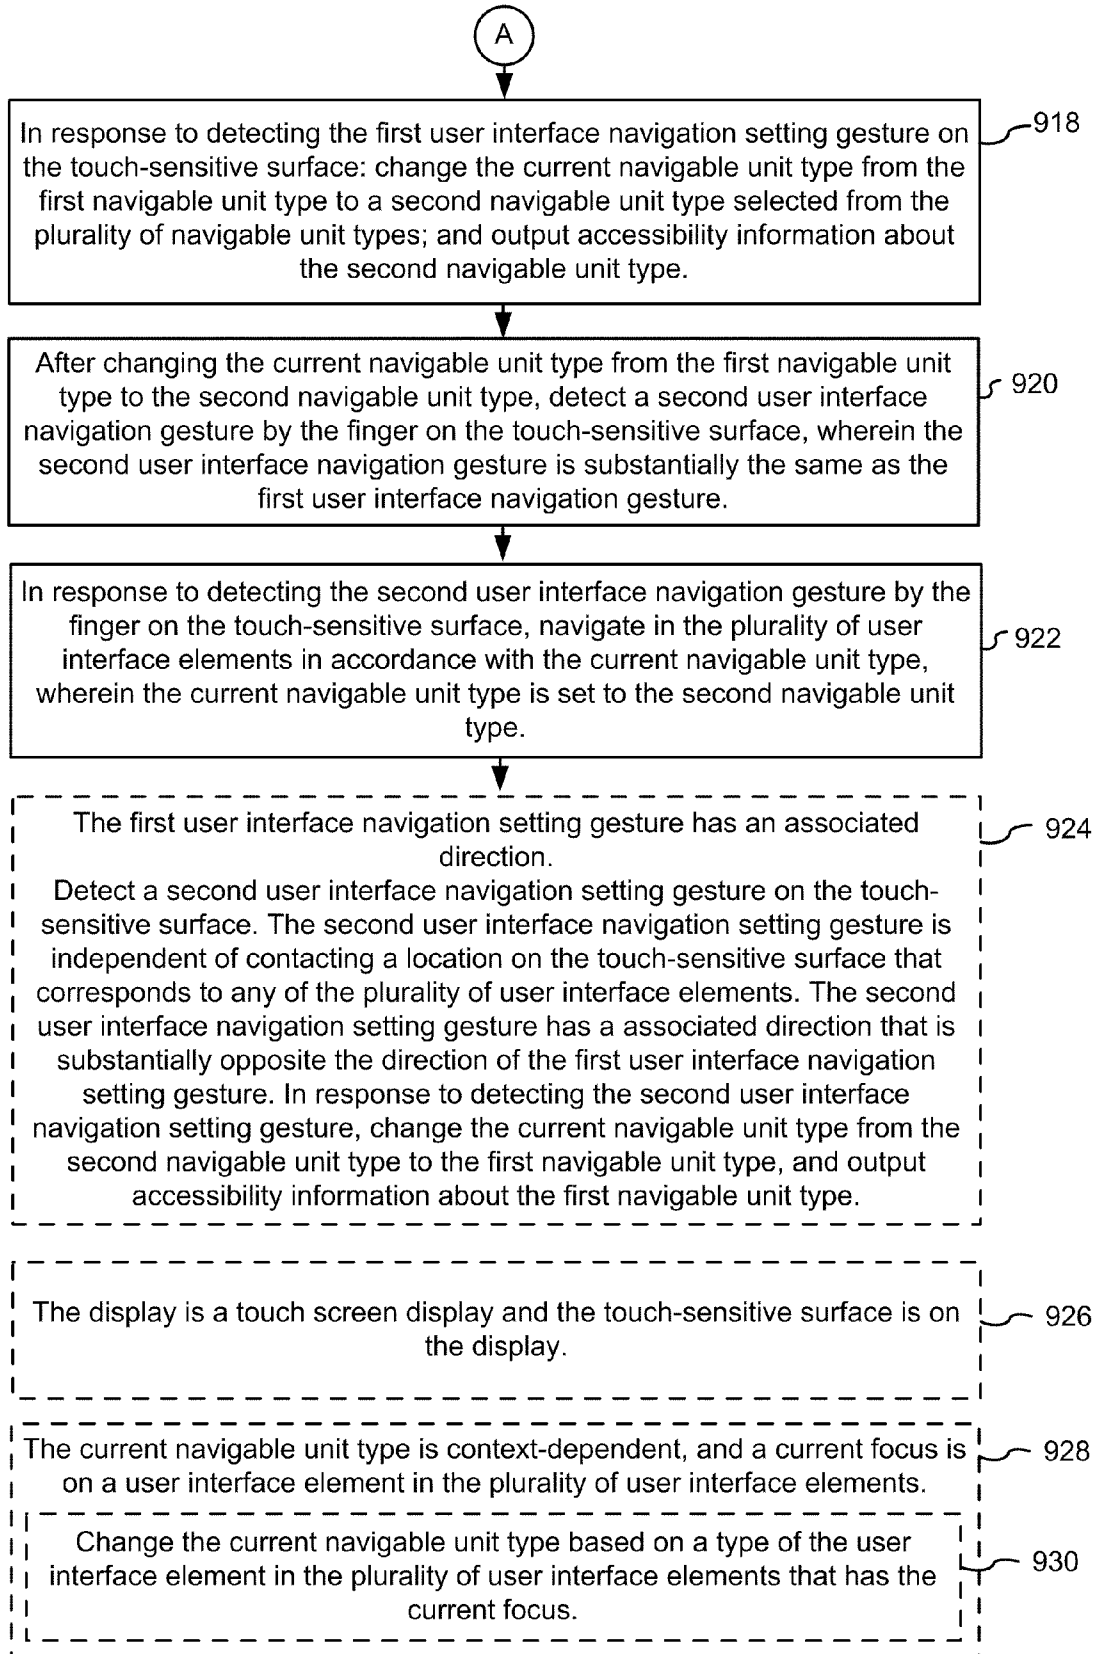 A
In response to detecting the first user interface navigation setting gesture on
the touch-sensitive surface: change the current navigable unit type from the
first navigable unit type to a second navigable unit type selected from the
plurality of navigable unit types; and output accessibility information about
the second navigable unit type.
918
After changing the current navigable unit type from the first navigable unit
type to the second navigable unit type, detect a second user interface
navigation gesture by the finger on the touch-sensitive surface, wherein the
second user interface navigation gesture is substantially the same as the
first user interface navigation gesture.
920
In response to detecting the second user interface navigation gesture by the
finger on the touch-sensitive surface, navigate in the plurality of user
interface elements in accordance with the current navigable unit type,
wherein the current navigable unit type is set to the second navigable unit
type.
922
The first user interface navigation setting gesture has an associated
direction.
Detect a second user interface navigation setting gesture on the touch-
sensitive surface. The second user interface navigation setting gesture is
independent of contacting a location on the touch-sensitive surface that
corresponds to any of the plurality of user interface elements. The second
user interface navigation setting gesture has a associated direction that is
substantially opposite the direction of the first user interface navigation
setting gesture. In response to detecting the second user interface
navigation setting gesture, change the current navigable unit type from the
second navigable unit type to the first navigable unit type, and output
accessibility information about the first navigable unit type.
924
The display is a touch screen display and the touch-sensitive surface is on
the display.
926
The current navigable unit type is context-dependent, and a current focus is
on a user interface element in the plurality of user interface elements.
928
Change the current navigable unit type based on a type of the user
interface element in the plurality of user interface elements that has the
current focus.
930